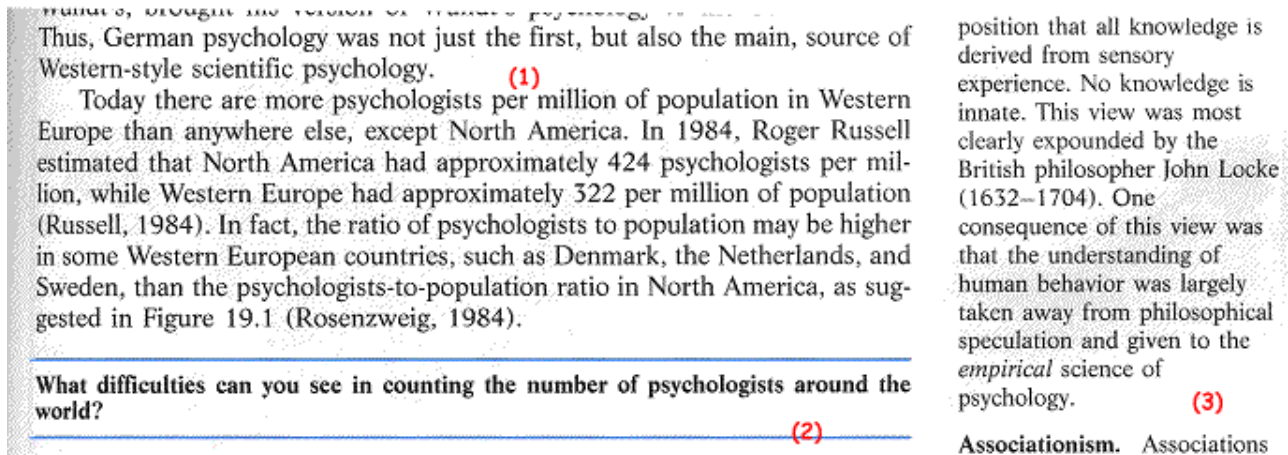 Thus, German psychology was not just the first, but also the main, source of
Western-style scientific psychology.
(1)
Today there are more psychologists per million of population in Western
Europe than anywhere else, except North America. In 1984, Roger Russell
estimated that North America had approximately 424 psychologists per mil-
lion, while Western Europe had approximately 322 per million of population
(Russell, 1984). In fact, the ratio of psychologists to population may be higher
in some Western European countries, such as Denmark, the Netherlands, and
Sweden, than the psychologists-to-population ratio in North America, as sug-
gested in Figure 19.1 (Rosenzweig, 1984).
What difficulties can you see in counting the number of psychologists around the
world?
(2)
position that all knowledge is
derived from sensory
experience. No knowledge is
innate. This view was most
clearly expounded by the
British philosopher John Locke
(1632–1704). One
consequence of this view was
that the understanding of
human behavior was largely
taken away from philosophical
speculation and given to the
empirical science of
psychology.
(3)
Associationism. Associations